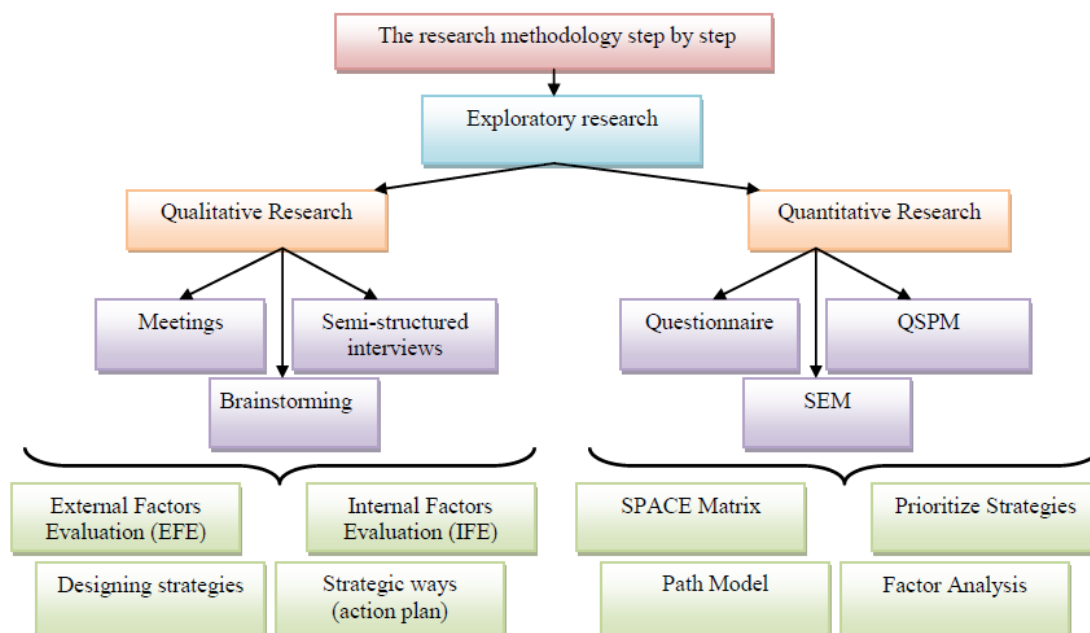 The research methodology step by step
Exploratory research
Qualitative Research
Quantitative Research
Meetings
Semi-structured
interviews
Brainstorming
Questionnaire
QSPM
SEM
External Factors
Evaluation (EFE)
Internal Factors
Evaluation (IFE)
Designing strategies
Strategic ways
(action plan)
SPACE Matrix
Prioritize Strategies
Path Model
Factor Analysis